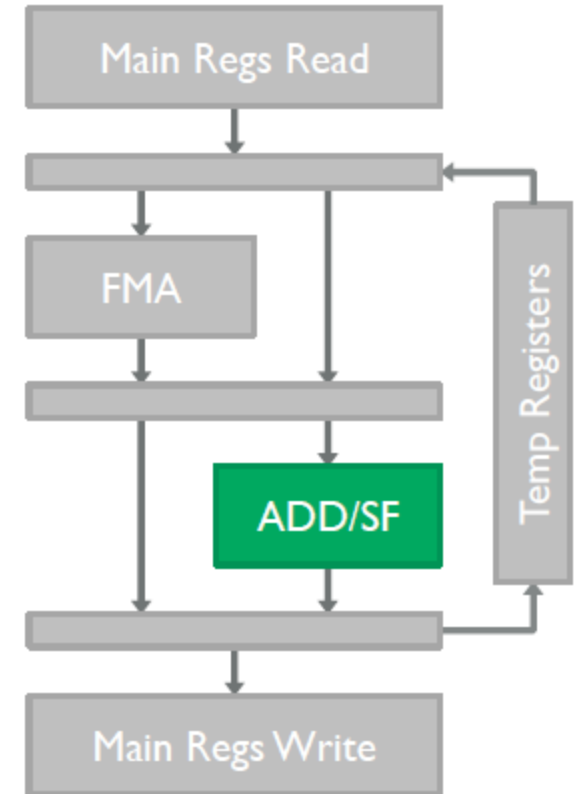 Main Regs Read
FMA
Temp Registers
ADD/SF
Main Regs Write